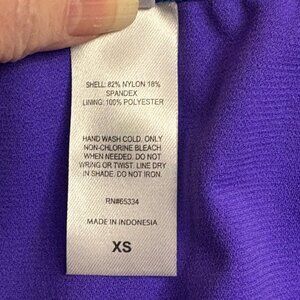 SHELL: 82% NYLON 18%
SPANDEX
LINING: 100% POLYESTER
HAND WASH COLD. ONLY
NON-CHLORINE BLEACH
WHEN NEEDED. DO NOT
WRING OR TWIST. LINE DRY
IN SHADE. DO NOT IRON.
RN#65334
MADE IN INDONESIA
XS